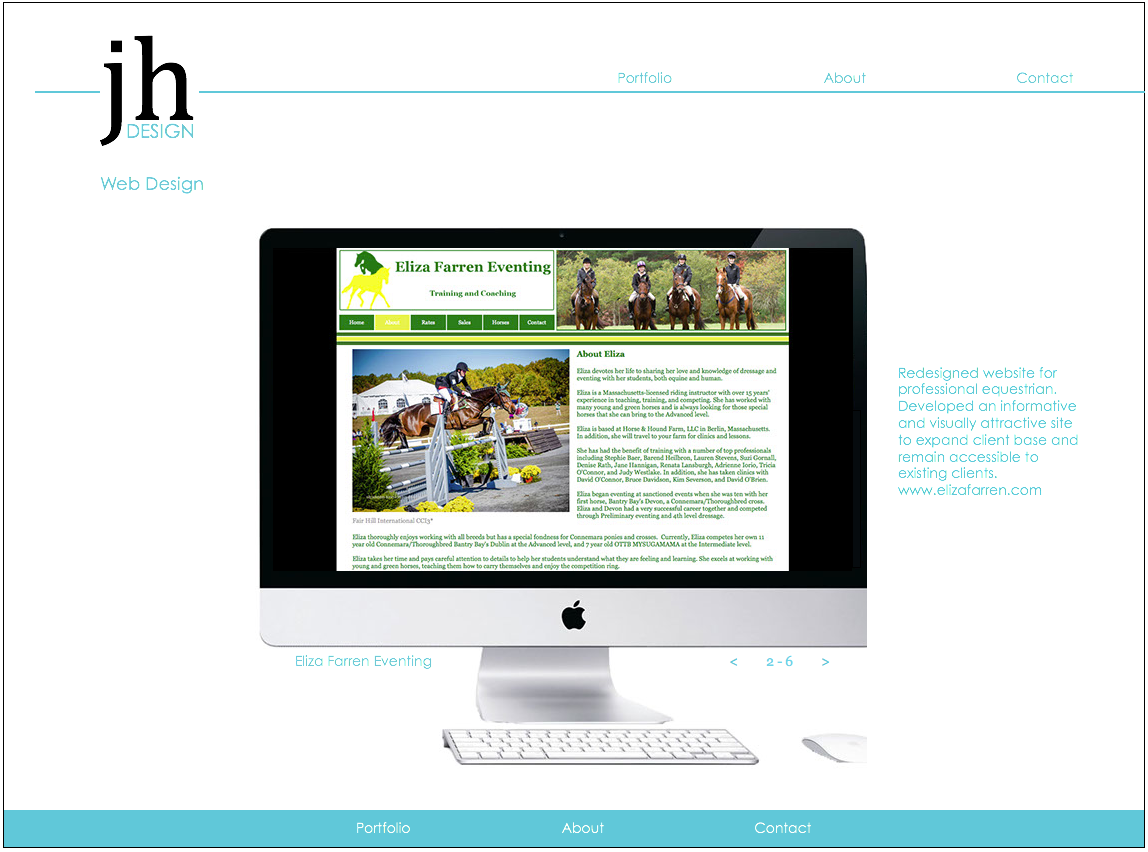 jh
DESIGN
Portfolio
About
Contact
Web Design
Eliza Farren Eventing
Training and Coaching
Home
About
Rates
Sales
Horses
Contact
About Eliza
Eliza devotes her life to sharing her love and knowledge of dressage and
eventing with her students, both equine and human.
Eliza is a Massachusetts-licensed riding instructor with over 15 years'
experience in teaching, training, and competing. She has worked with
many young and green horses and is always looking for those special
horses that she can bring to the Advanced level.
Eliza is based at Horse & Hound Farm, LLC in Berlin, Massachusetts.
In addition, she will travel to your farm for clinics and lessons.
She has had the benefit of training with a number of top professionals
including Stephie Baer, Barend Heilbron, Lauren Stevens, Suzi Gornall,
Denise Rath, Jane Hannigan, Renata Lansburgh, Adrienne Iorio, Tricia
O'Connor, and Judy Westlake. In addition, she has taken clinics with
David O'Connor, Bruce Davidson, Kim Severson, and David O'Brien.
Eliza began eventing at sanctioned events when she was ten with her
first horse, Bantry Bay's Devon, a Connemara/Thoroughbred cross.
Eliza and Devon had a very successful career together and competed
through Preliminary eventing and 4th level dressage.
Fair Hill International CCI3*
Eliza thoroughly enjoys working with all breeds but has a special fondness for Connemara ponies and crosses. Currently, Eliza competes her own 11
year old Connemara/Thoroughbred Bantry Bay's Dublin at the Advanced level, and 7 year old OTTB MYSUGAMAMA at the Intermediate level.
Eliza takes her time and pays careful attention to details to help her students understand what they are feeling and learning. She excels at working with
young and green horses, teaching them how to carry themselves and enjoy the competition ring.
Redesigned website for
professional equestrian.
Developed an informative
and visually attractive site
to expand client base and
remain accessible to
existing clients.
www.elizafarren.com
Eliza Farren Eventing
< 2 - 6 >
Portfolio
About
Contact